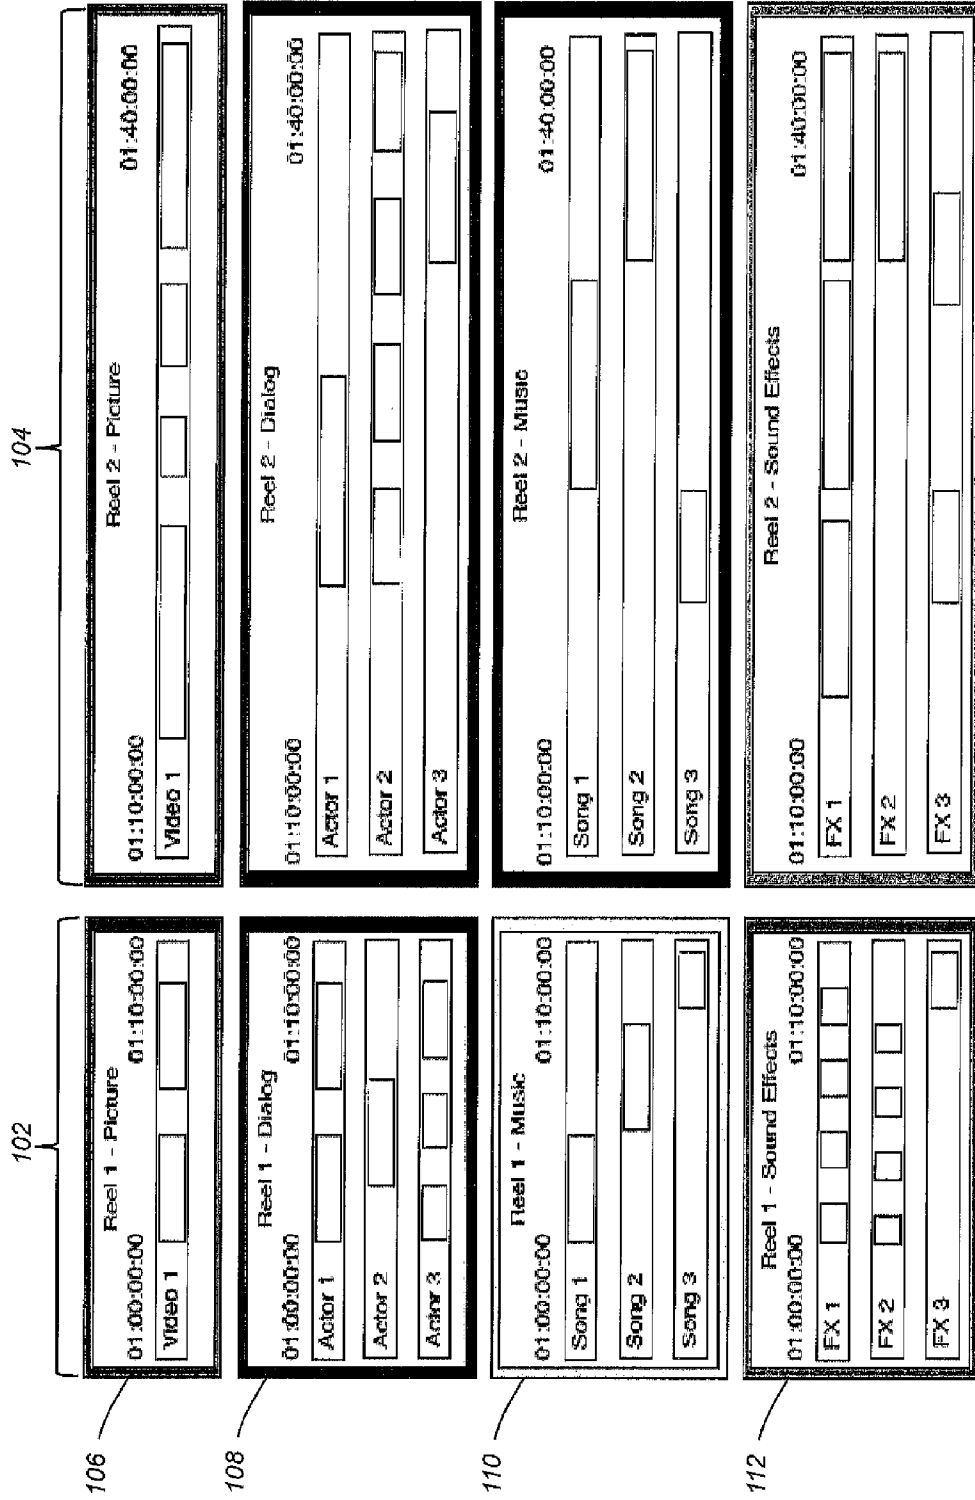 102
104
106
Reel 1 - Picture
01:00:00:00 01:10:00:00
Video 1
Reel 2 - Picture
01:10:00:00 01:40:00:00
Video 1
108
Reel 1 - Dialog
01:00:00:00 01:10:00:00
Actor 1
Actor 2
Actor 3
Reel 2 - Dialog
01:10:00:00 01:40:00:00
Actor 1
Actor 2
Actor 3
110
Reel 1 - Music
01:00:00:00 01:10:00:00
Song 1
Song 2
Song 3
Reel 2 - Music
01:10:00:00 01:40:00:00
Song 1
Song 2
Song 3
112
Reel 1 - Sound Effects
01:00:00:00 01:10:00:00
FX 1
FX 2
FX 3
Reel 2 - Sound Effects
01:10:00:00 01:40:00:00
FX 1
FX 2
FX 3